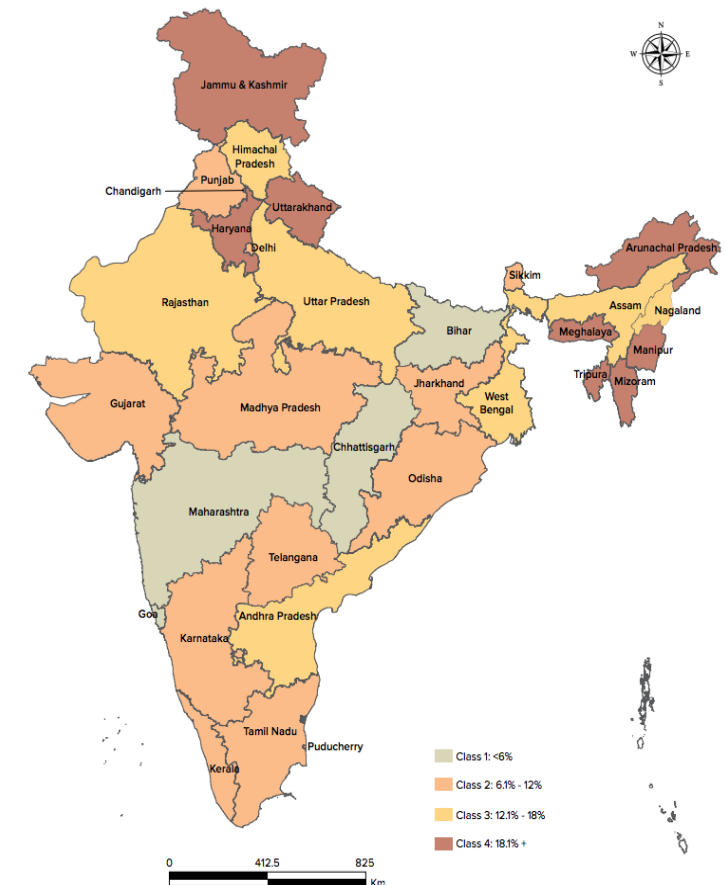 N
W E
S
Jammu & Kashmir
Himachal
Pradesh
Punjab
Chandigarh
Uttarakhand
Haryana
Delhi
Arunachal Pradesh
Sikkim
Rajasthan
Uttar Pradesh
Assam
Nagaland
Bihar
Meghalaya
Manipur
Tripura
Mizoram
Jharkhand
West
Bengal
Gujarat
Madhya Pradesh
Chhattisgarh
Odisha
Maharashtra
Telangana
Goa
Andhra Pradesh
Karnataka
Tamil Nadu
Puducherry
Kerala
Class 1: <6%
Class 2: 6.1% - 12%
Class 3: 12.1% - 18%
Class 4: 18.1% +
0 412.5 825
Km